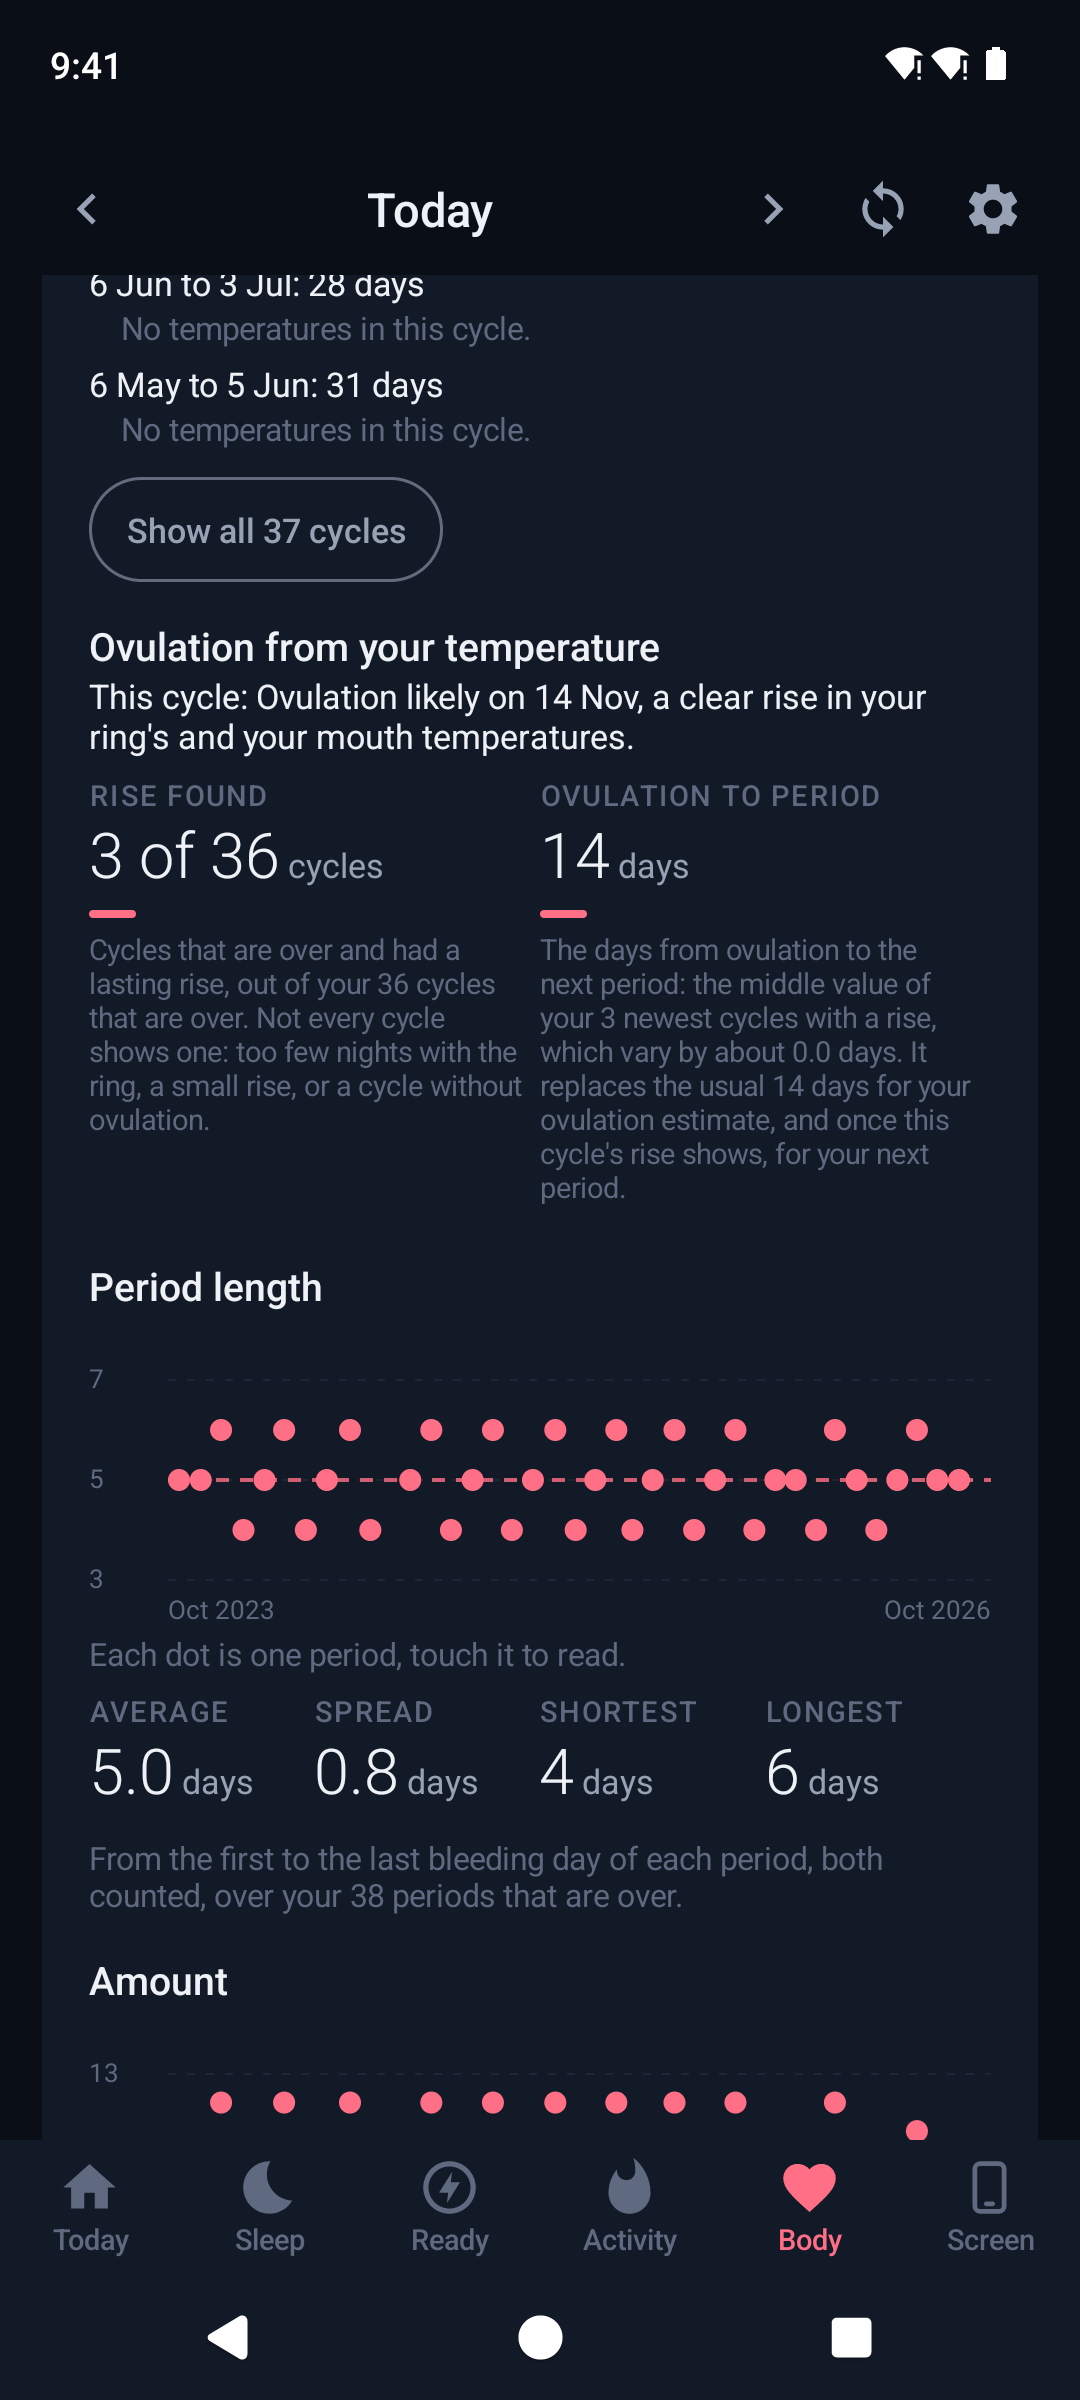 9:41
Today
6 Jun to 3 Jul: 28 days
No temperatures in this cycle.
6 May to 5 Jun: 31 days
No temperatures in this cycle.
Show all 37 cycles
Ovulation from your temperature
This cycle: Ovulation likely on 14 Nov, a clear rise in your
ring's and your mouth temperatures.
RISE FOUND
3 of 36 cycles
Cycles that are over and had a
lasting rise, out of your 36 cycles
that are over. Not every cycle
shows one: too few nights with the
ring, a small rise, or a cycle without
ovulation.
OVULATION TO PERIOD
14 days
The days from ovulation to the
next period: the middle value of
your 3 newest cycles with a rise,
which vary by about 0.0 days. It
replaces the usual 14 days for your
ovulation estimate, and once this
cycle's rise shows, for your next
period.
Period length
7
5
3
Oct 2023
Oct 2026
Each dot is one period, touch it to read.
AVERAGE
5.0 days
SPREAD
0.8 days
SHORTEST
4 days
LONGEST
6 days
From the first to the last bleeding day of each period, both
counted, over your 38 periods that are over.
Amount
13
Today
Sleep
Ready
Activity
Body
Screen